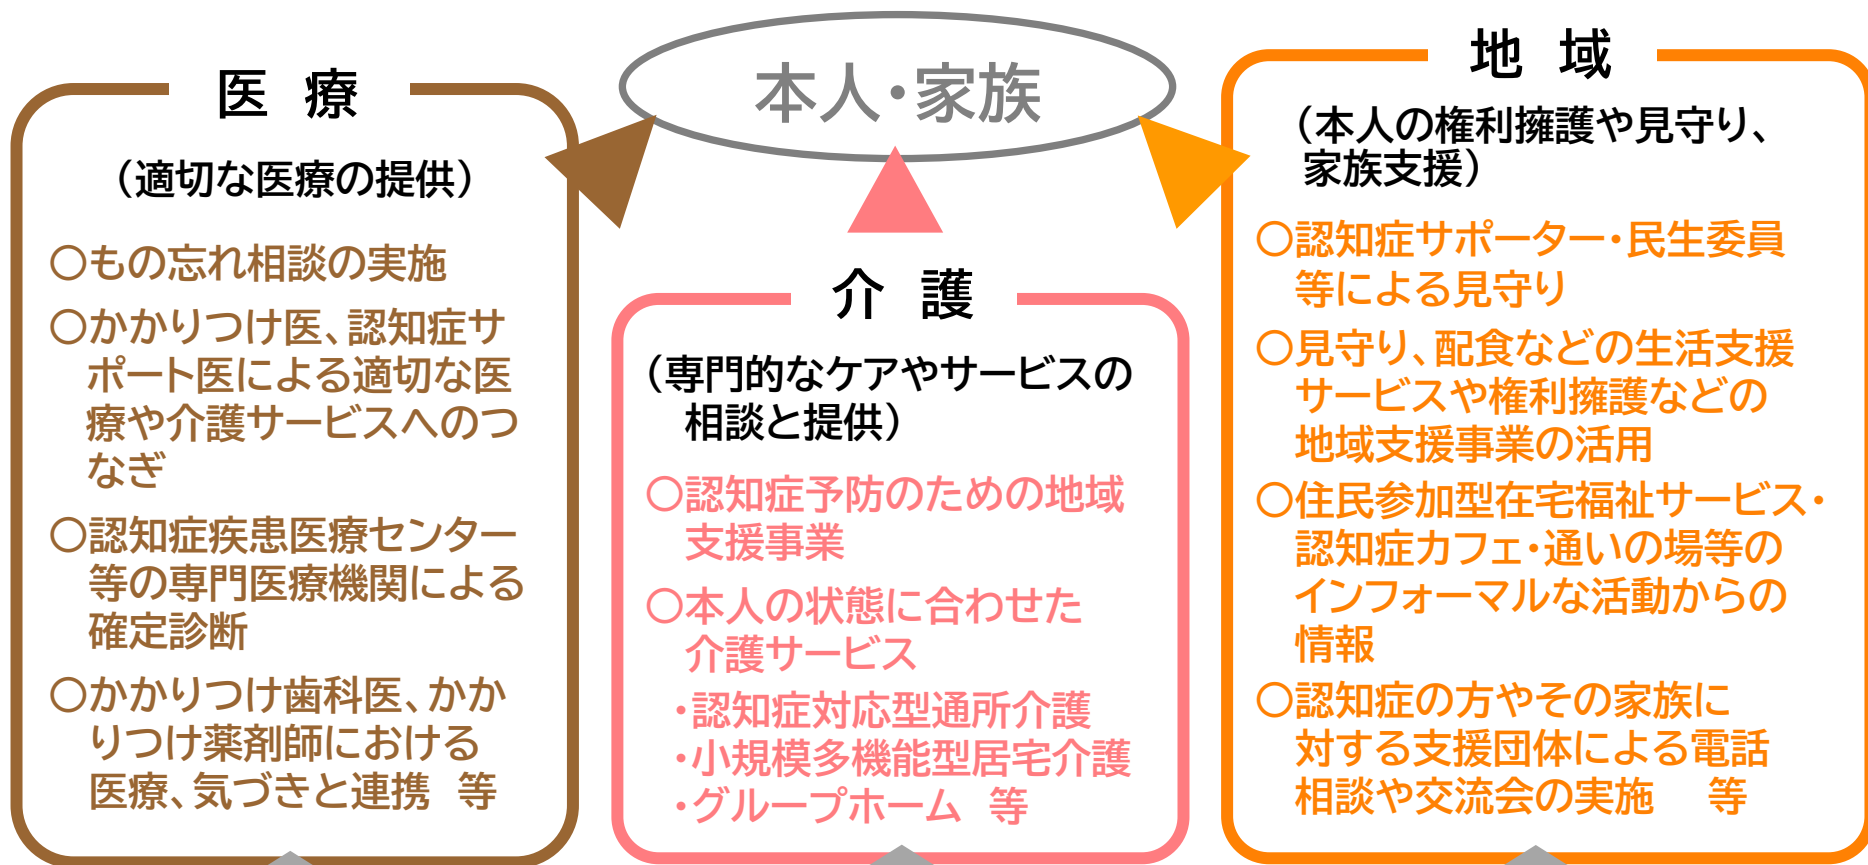 本人・家族
医 療
（適切な医療の提供）
○もの忘れ相談の実施
○かかりつけ医、認知症サ
ポート医による適切な医
療や介護サービスへのつ
なぎ
○認知症疾患医療センター
等の専門医療機関による
確定診断
○かかりつけ歯科医、かか
りつけ薬剤師における
医療、気づきと連携 等
介 護
（専門的なケアやサービスの
相談と提供）
○認知症予防のための地域
支援事業
○本人の状態に合わせた
介護サービス
・認知症対応型通所介護
・小規模多機能型居宅介護
・グループホーム 等
地 域
（本人の権利擁護や見守り、
家族支援）
○認知症サポーター・民生委員
等による見守り
○見守り、配食などの生活支援
サービスや権利擁護などの
地域支援事業の活用
○住民参加型在宅福祉サービス・
認知症カフェ・通いの場等の
インフォーマルな活動からの
情報
○認知症の方やその家族に
対する支援団体による電話
相談や交流会の実施 等